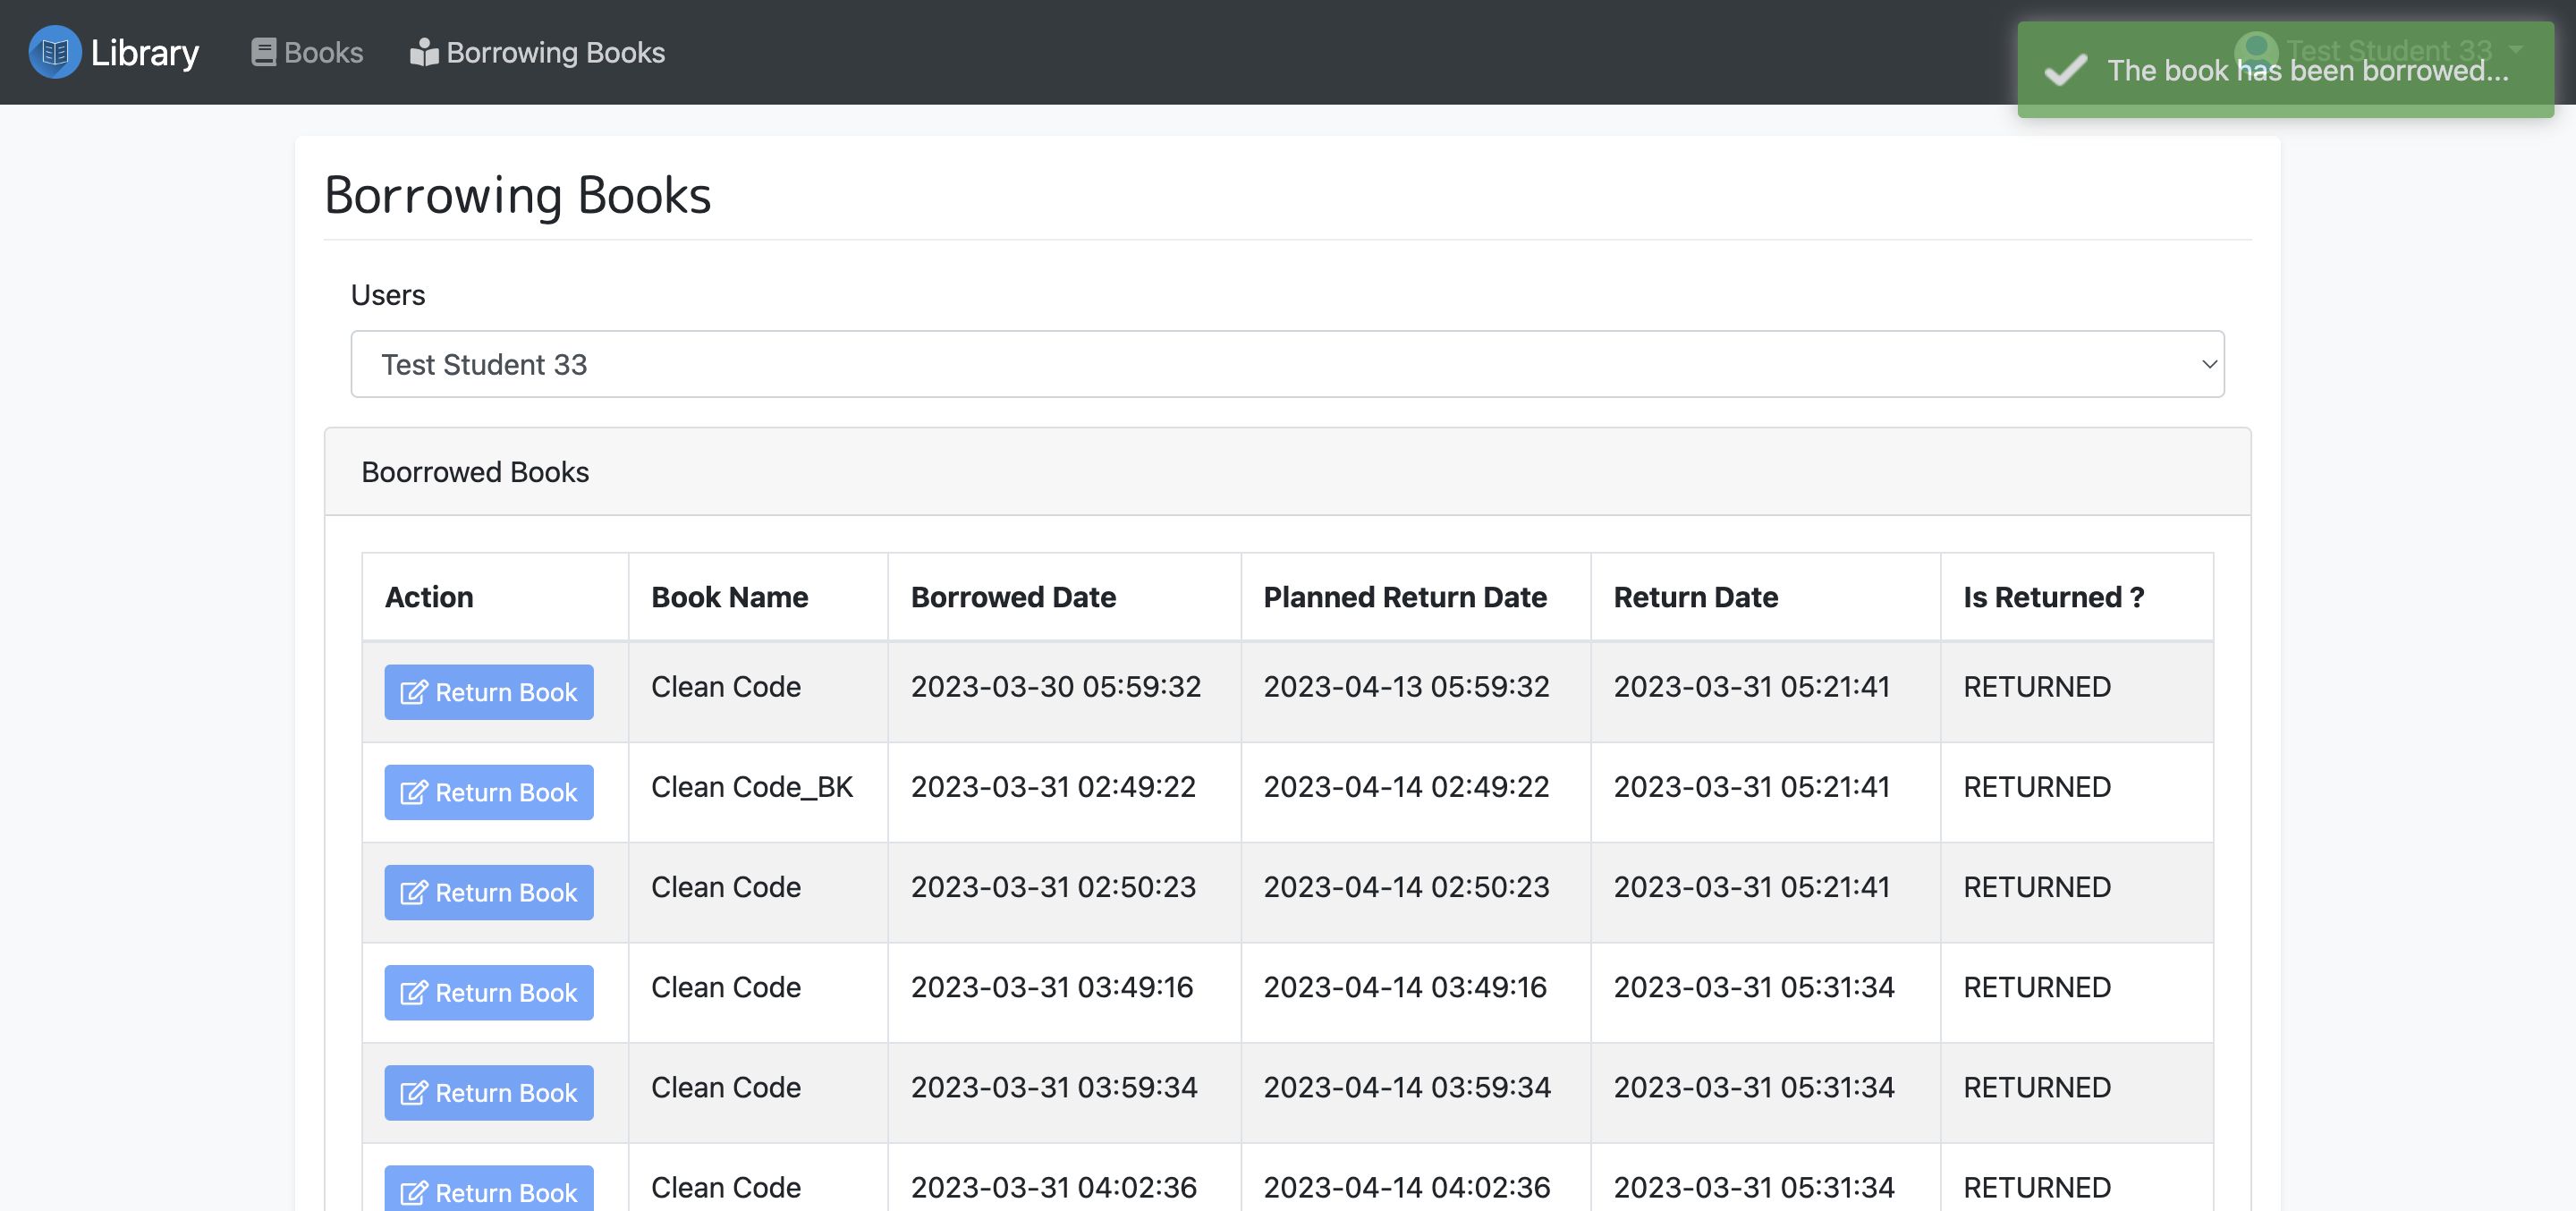 Library Books Borrowing Books Test Student 33
The book has been borrowed...
Borrowing Books
Users
Test Student 33
Boorrowed Books
Action Book Name Borrowed Date Planned Return Date Return Date Is Returned ?
Return Book Clean Code 2023-03-30 05:59:32 2023-04-13 05:59:32 2023-03-31 05:21:41 RETURNED
Return Book Clean Code_BK 2023-03-31 02:49:22 2023-04-14 02:49:22 2023-03-31 05:21:41 RETURNED
Return Book Clean Code 2023-03-31 02:50:23 2023-04-14 02:50:23 2023-03-31 05:21:41 RETURNED
Return Book Clean Code 2023-03-31 03:49:16 2023-04-14 03:49:16 2023-03-31 05:31:34 RETURNED
Return Book Clean Code 2023-03-31 03:59:34 2023-04-14 03:59:34 2023-03-31 05:31:34 RETURNED
Return Book Clean Code 2023-03-31 04:02:36 2023-04-14 04:02:36 2023-03-31 05:31:34 RETURNED